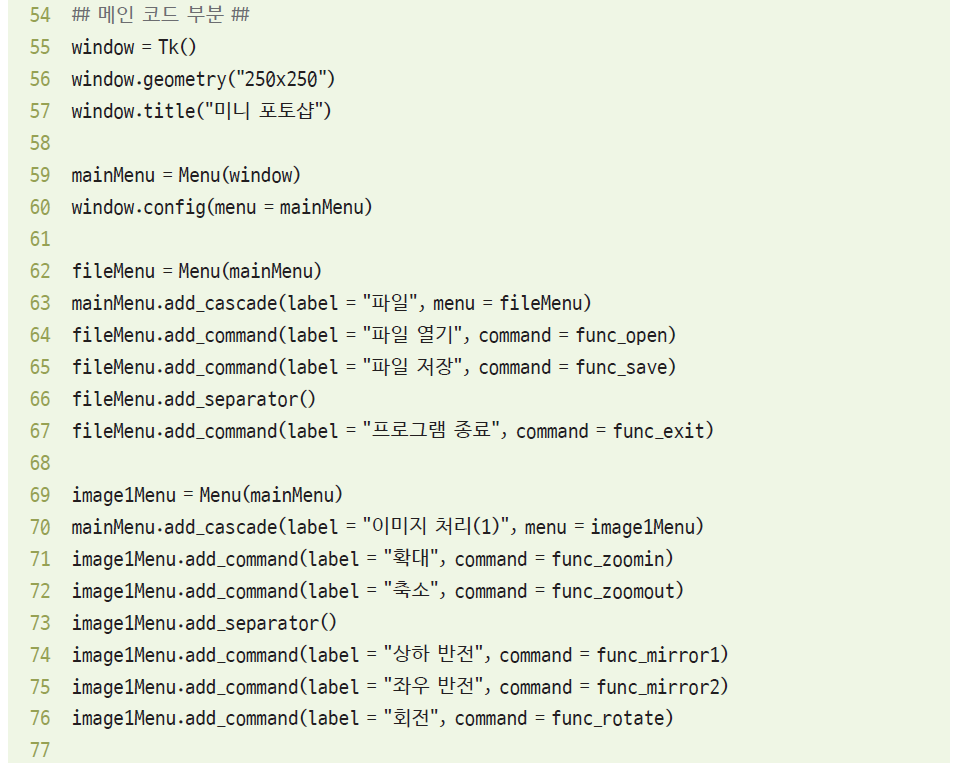 54 ## 메인 코드 부분 ##
55 window = Tk()
56 window.geometry("250x250")
57 window.title("미니 포토샵")
58
59 mainMenu = Menu(window)
60 window.config(menu = mainMenu)
61
62 fileMenu = Menu(mainMenu)
63 mainMenu.add_cascade(label = "파일", menu = fileMenu)
64 fileMenu.add_command(label = "파일 열기", command = func_open)
65 fileMenu.add_command(label = "파일 저장", command = func_save)
66 fileMenu.add_separator()
67 fileMenu.add_command(label = "프로그램 종료", command = func_exit)
68
69 image1Menu = Menu(mainMenu)
70 mainMenu.add_cascade(label = "이미지 처리(1)", menu = image1Menu)
71 image1Menu.add_command(label = "확대", command = func_zoomin)
72 image1Menu.add_command(label = "축소", command = func_zoomout)
73 image1Menu.add_separator()
74 image1Menu.add_command(label = "상하 반전", command = func_mirror1)
75 image1Menu.add_command(label = "좌우 반전", command = func_mirror2)
76 image1Menu.add_command(label = "회전", command = func_rotate)
77